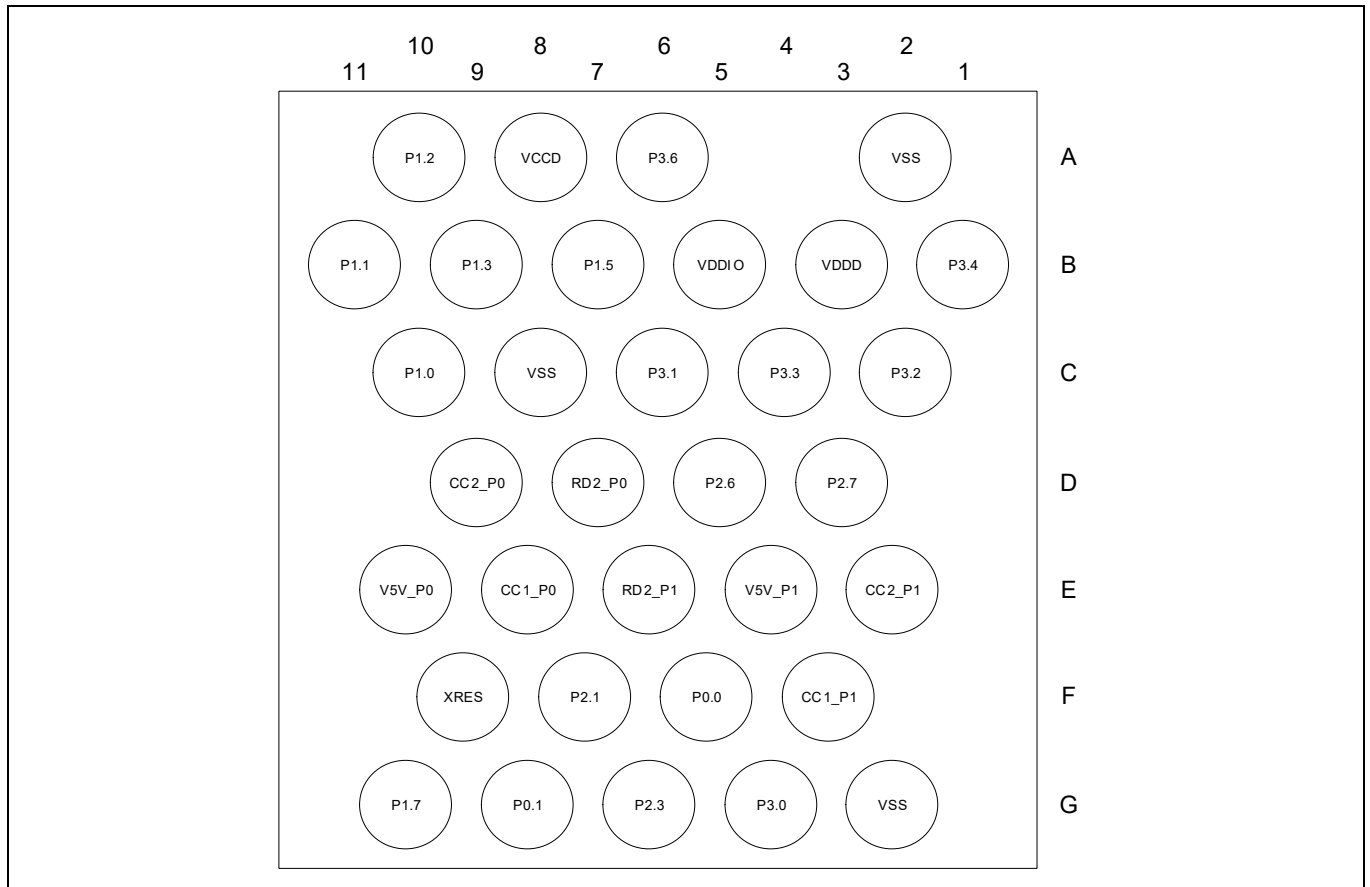 10 8 6 4 2
11 9 7 5 3 1
P1.2 VCCD P3.6 VSS A
P1.1 P1.3 P1.5 VDDIO VDDD P3.4 B
P1.0 VSS P3.1 P3.3 P3.2 C
CC2_P0 RD2_P0 P2.6 P2.7 D
V5V_P0 CC1_P0 RD2_P1 V5V_P1 CC2_P1 E
XRES P2.1 P0.0 CC1_P1 F
P1.7 P0.1 P2.3 P3.0 VSS G